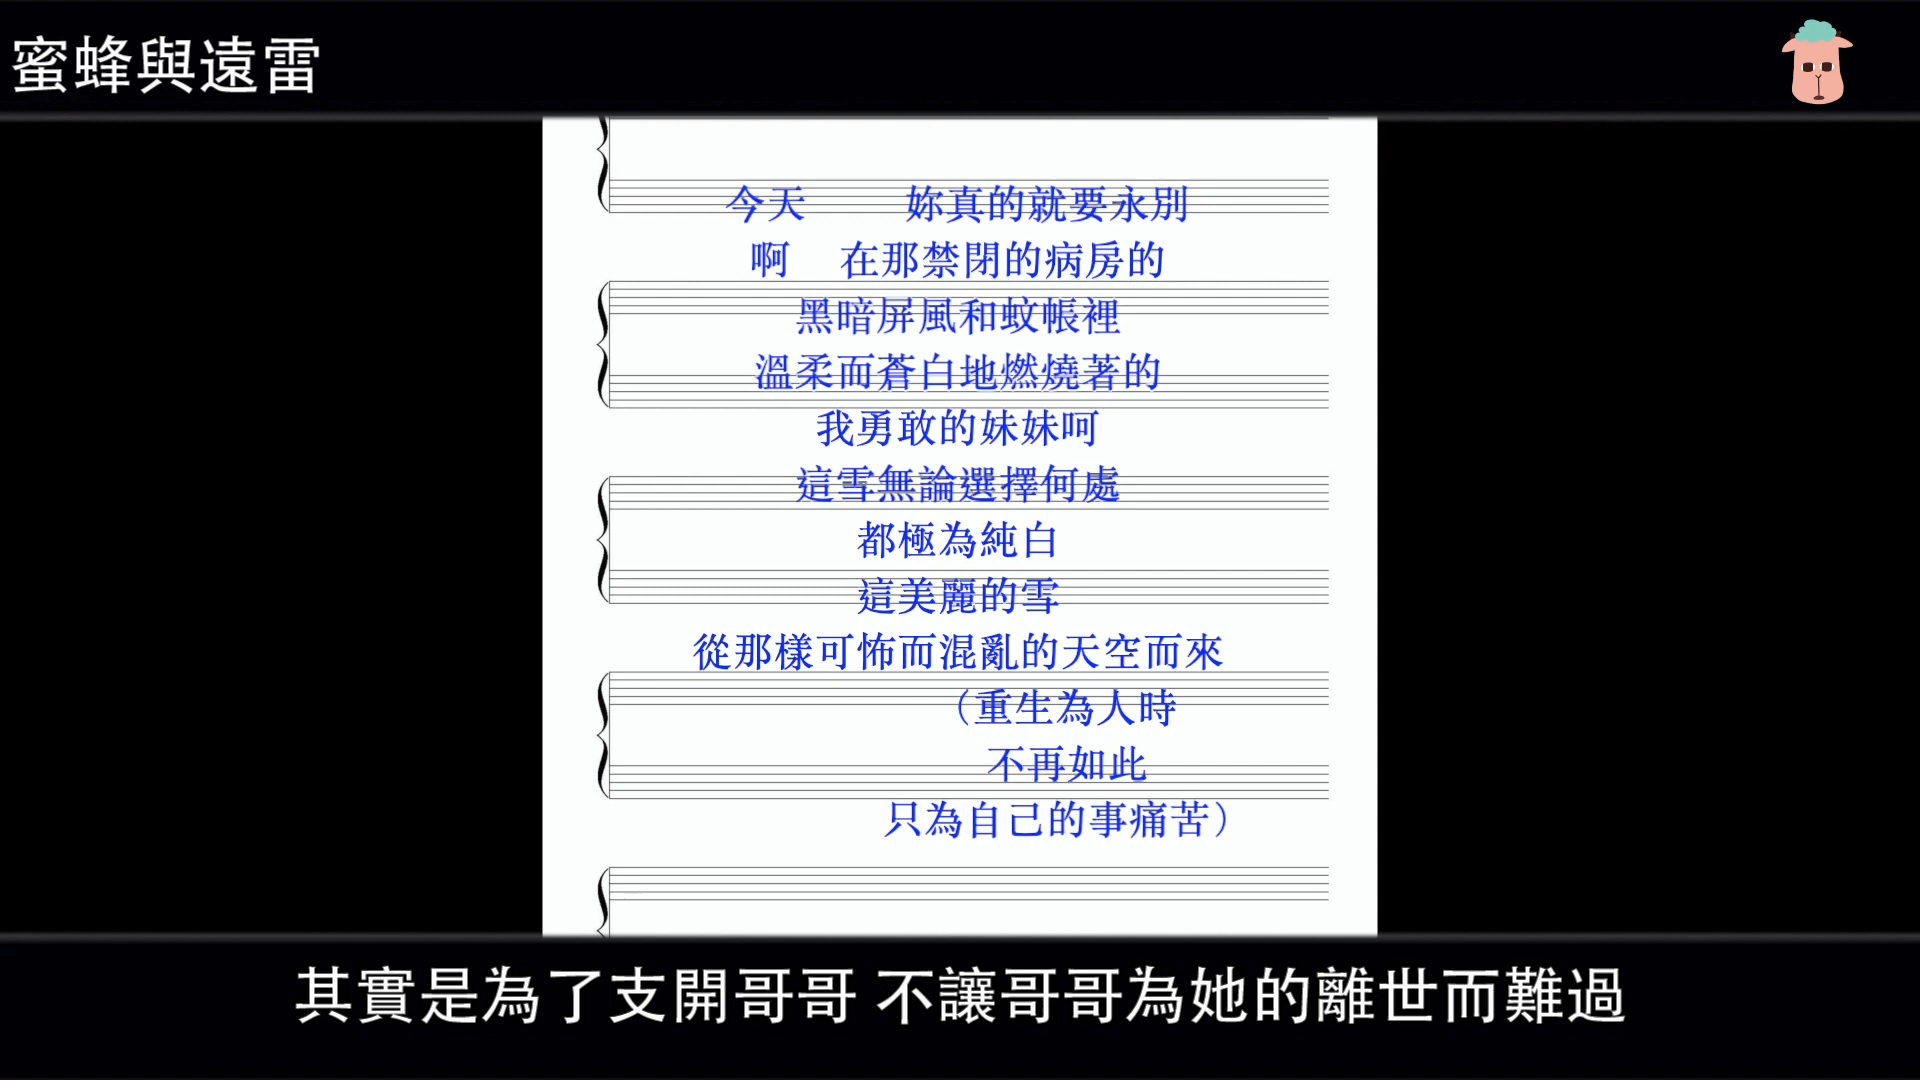 蜜蜂與遠雷
今天 妳真的就要永別
啊 在那禁閉的病房的
黑暗屏風和蚊帳裡
溫柔而蒼白地燃燒著的
我勇敢的妹妹呵
這雪無論選擇何處
都極為純白
這美麗的雪
從那樣可怖而混亂的天空而來
（重生為人時
不再如此
只為自己的事痛苦）
其實是為了支開哥哥 不讓哥哥為她的離世而難過